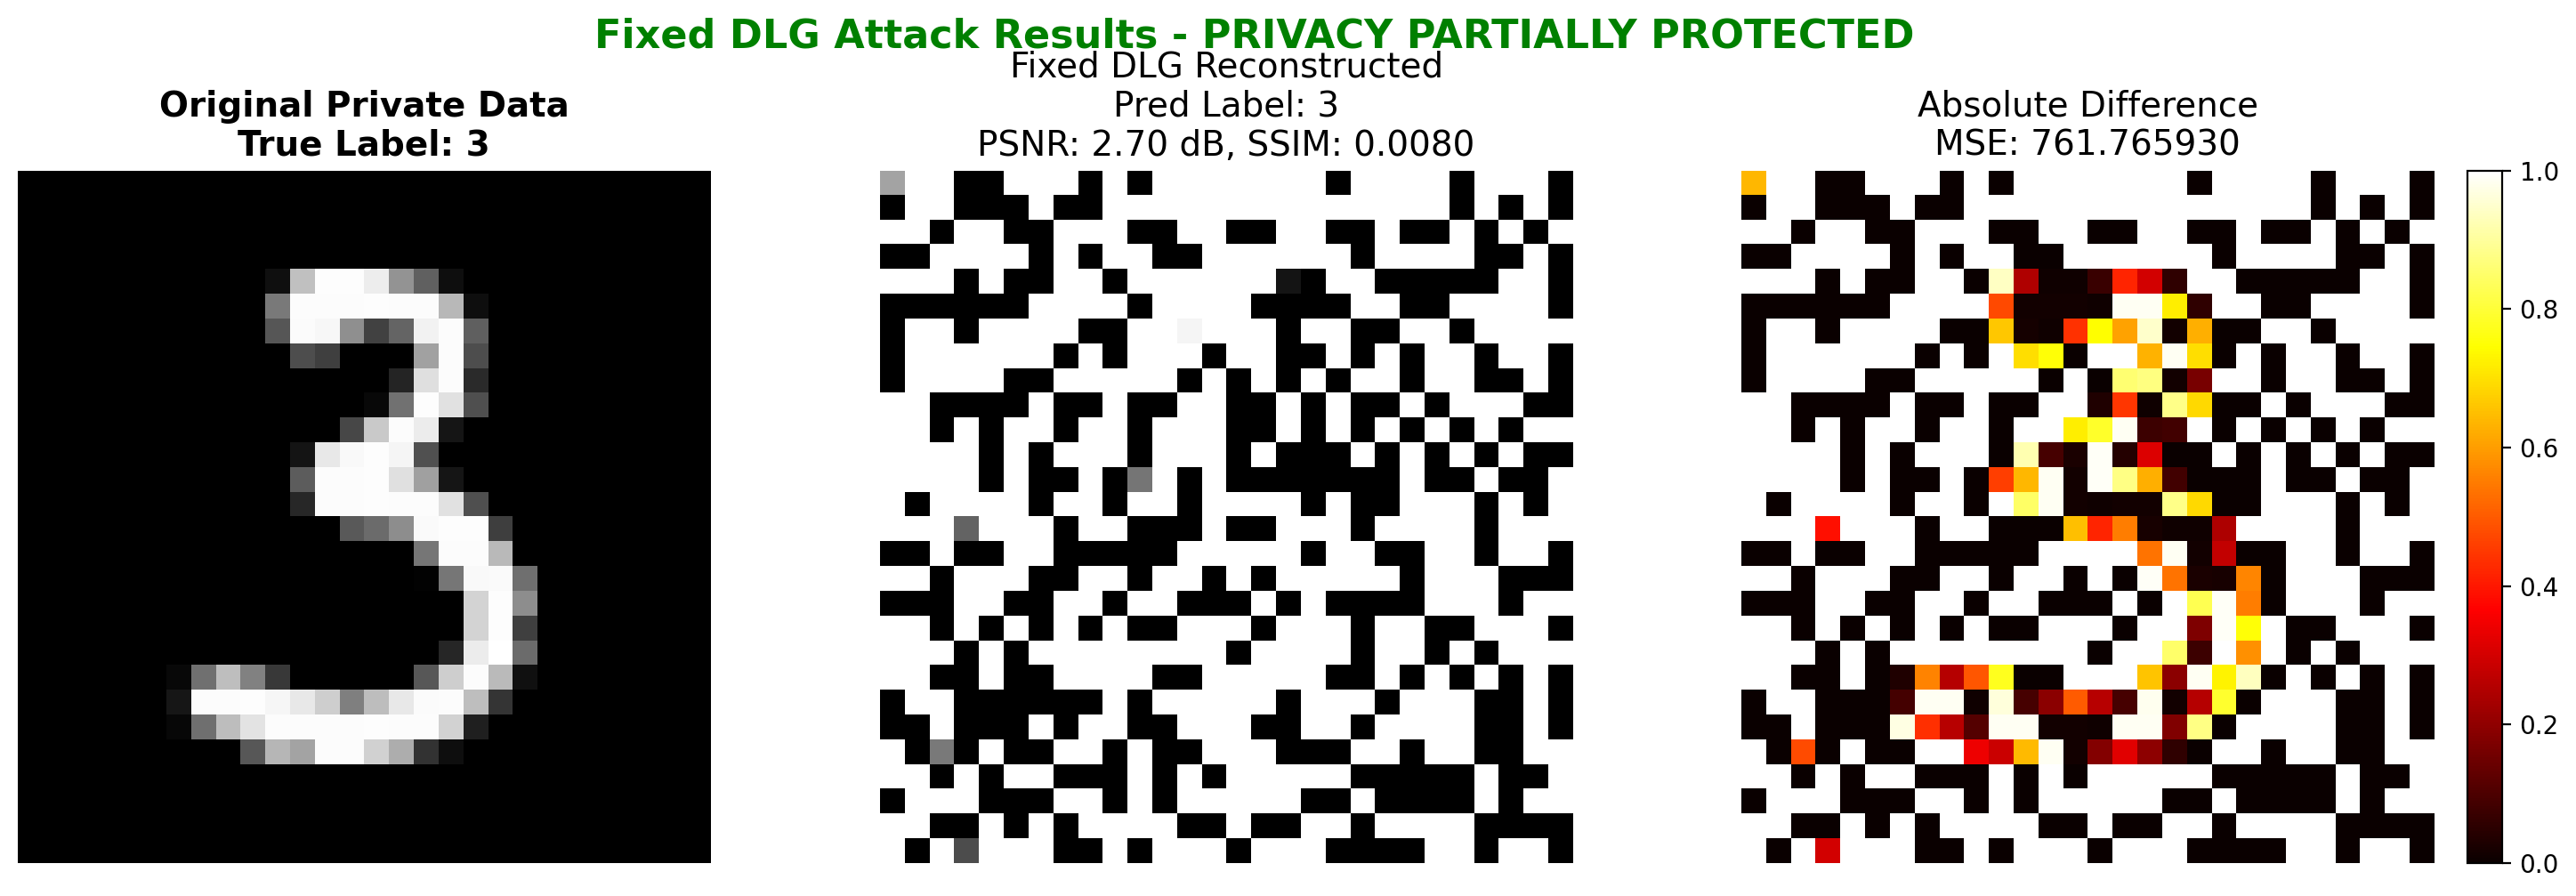 Fixed DLG Attack Results - PRIVACY PARTIALLY PROTECTED
Original Private Data
True Label: 3
Fixed DLG Reconstructed
Pred Label: 3
PSNR: 2.70 dB, SSIM: 0.0080
Absolute Difference
MSE: 761.765930
1.0
0.8
0.6
0.4
0.2
0.0
3